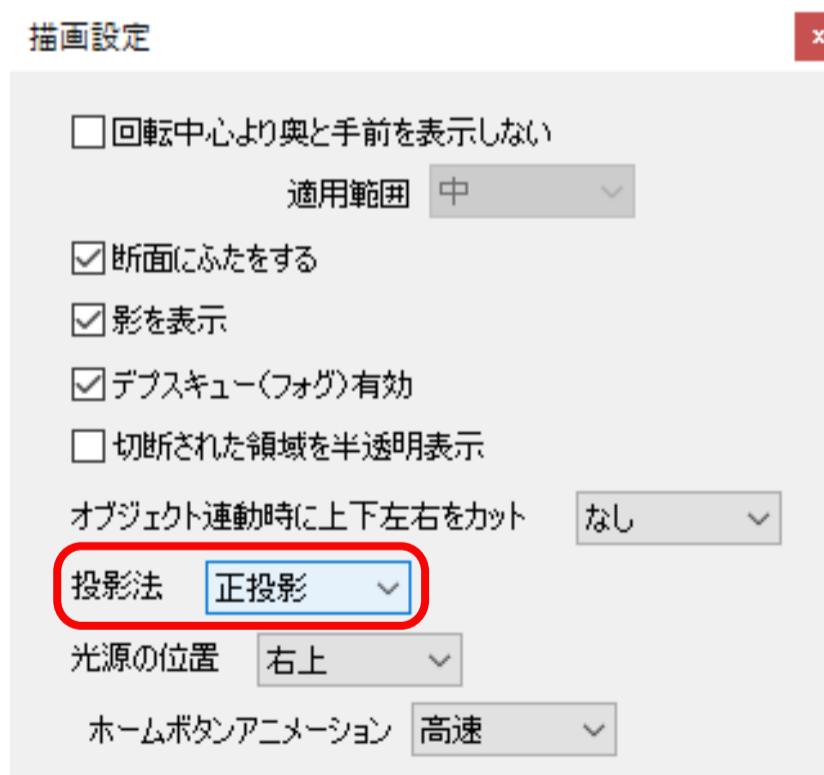 描画設定
x
回転中心より奥と手前を表示しない
適用範囲 中
断面にふたをする
影を表示
デプスキュー(フォグ)有効
切断された領域を半透明表示
オブジェクト連動時に上下左右をカット なし
投影法 正投影
光源の位置 右上
ホームボタンアニメーション 高速